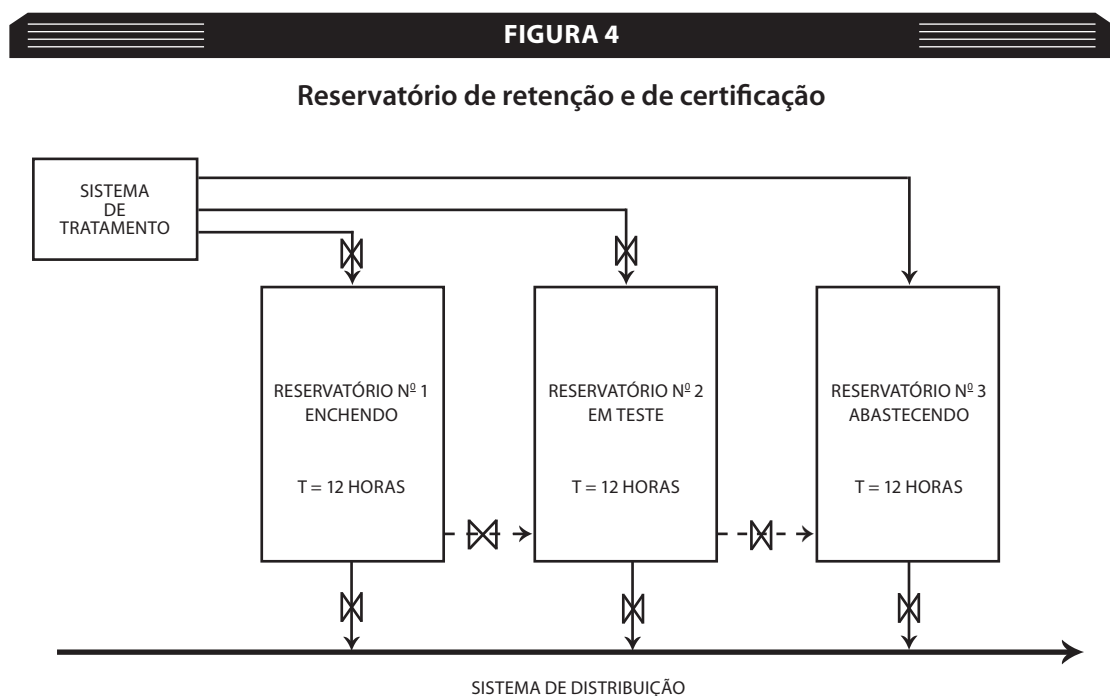 FIGURA 4
Reservatório de retenção e de certificação
SISTEMA
DE
TRATAMENTO
RESERVATÓRIO Nº 1
ENCHENDO
T = 12 HORAS
RESERVATÓRIO Nº 2
EM TESTE
T = 12 HORAS
RESERVATÓRIO Nº 3
ABASTECENDO
T = 12 HORAS
SISTEMA DE DISTRIBUIÇÃO